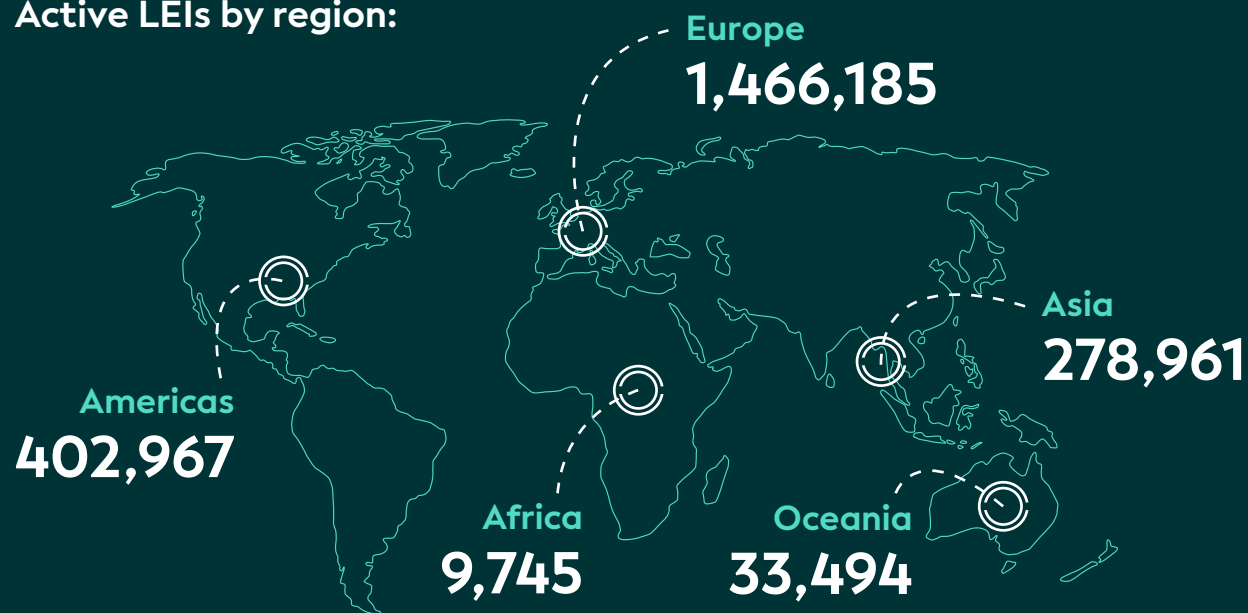 Active LEIs by region:
Europe
1,466,185
Asia
278,961
Americas
402,967
Africa
9,745
Oceania
33,494